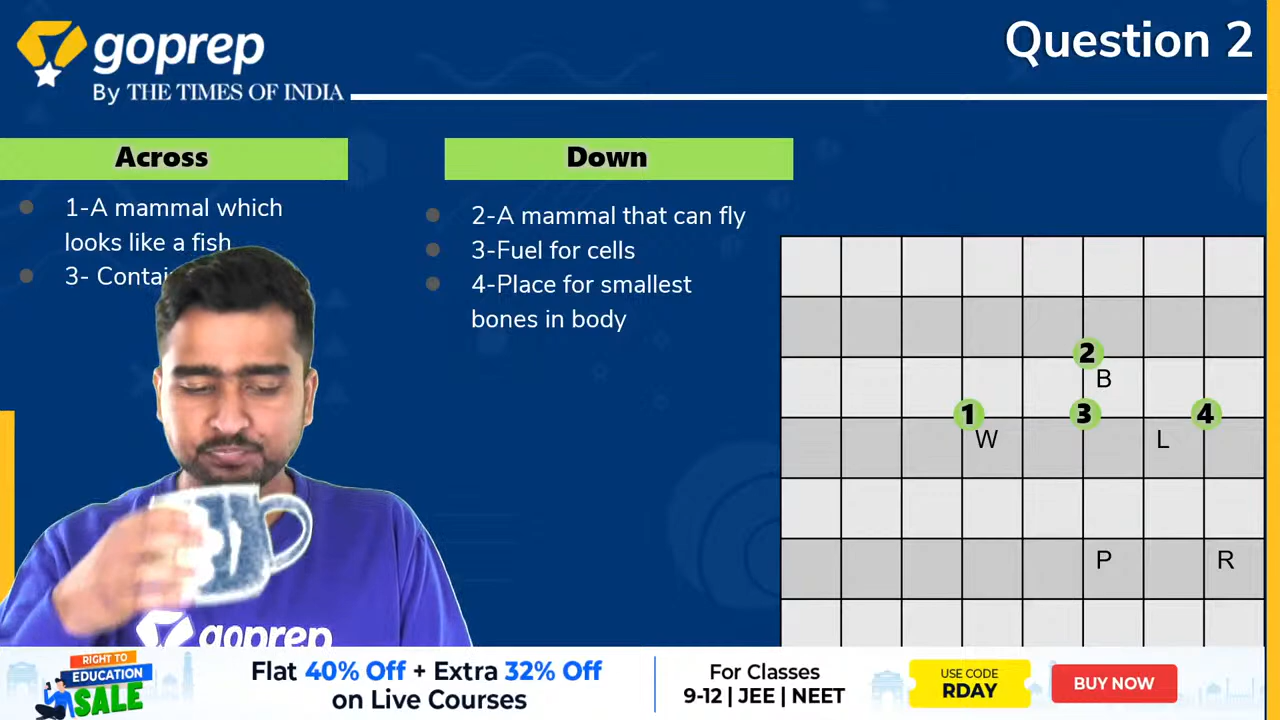 goprep
By THE TIMES OF INDIA
Question 2
Across
1-A mammal which
looks like a fish
3-
Down
2-A mammal that can fly
3-Fuel for cells
4-Place for smallest
bones in body
2
B
1
3
4
W
L
P
R
goprep
RIGHT TO
EDUCATION
SALE
Flat 40% Off + Extra 32% Off
on Live Courses
For Classes
9-12 | JEE | NEET
USE CODE
RDAY
BUY NOW